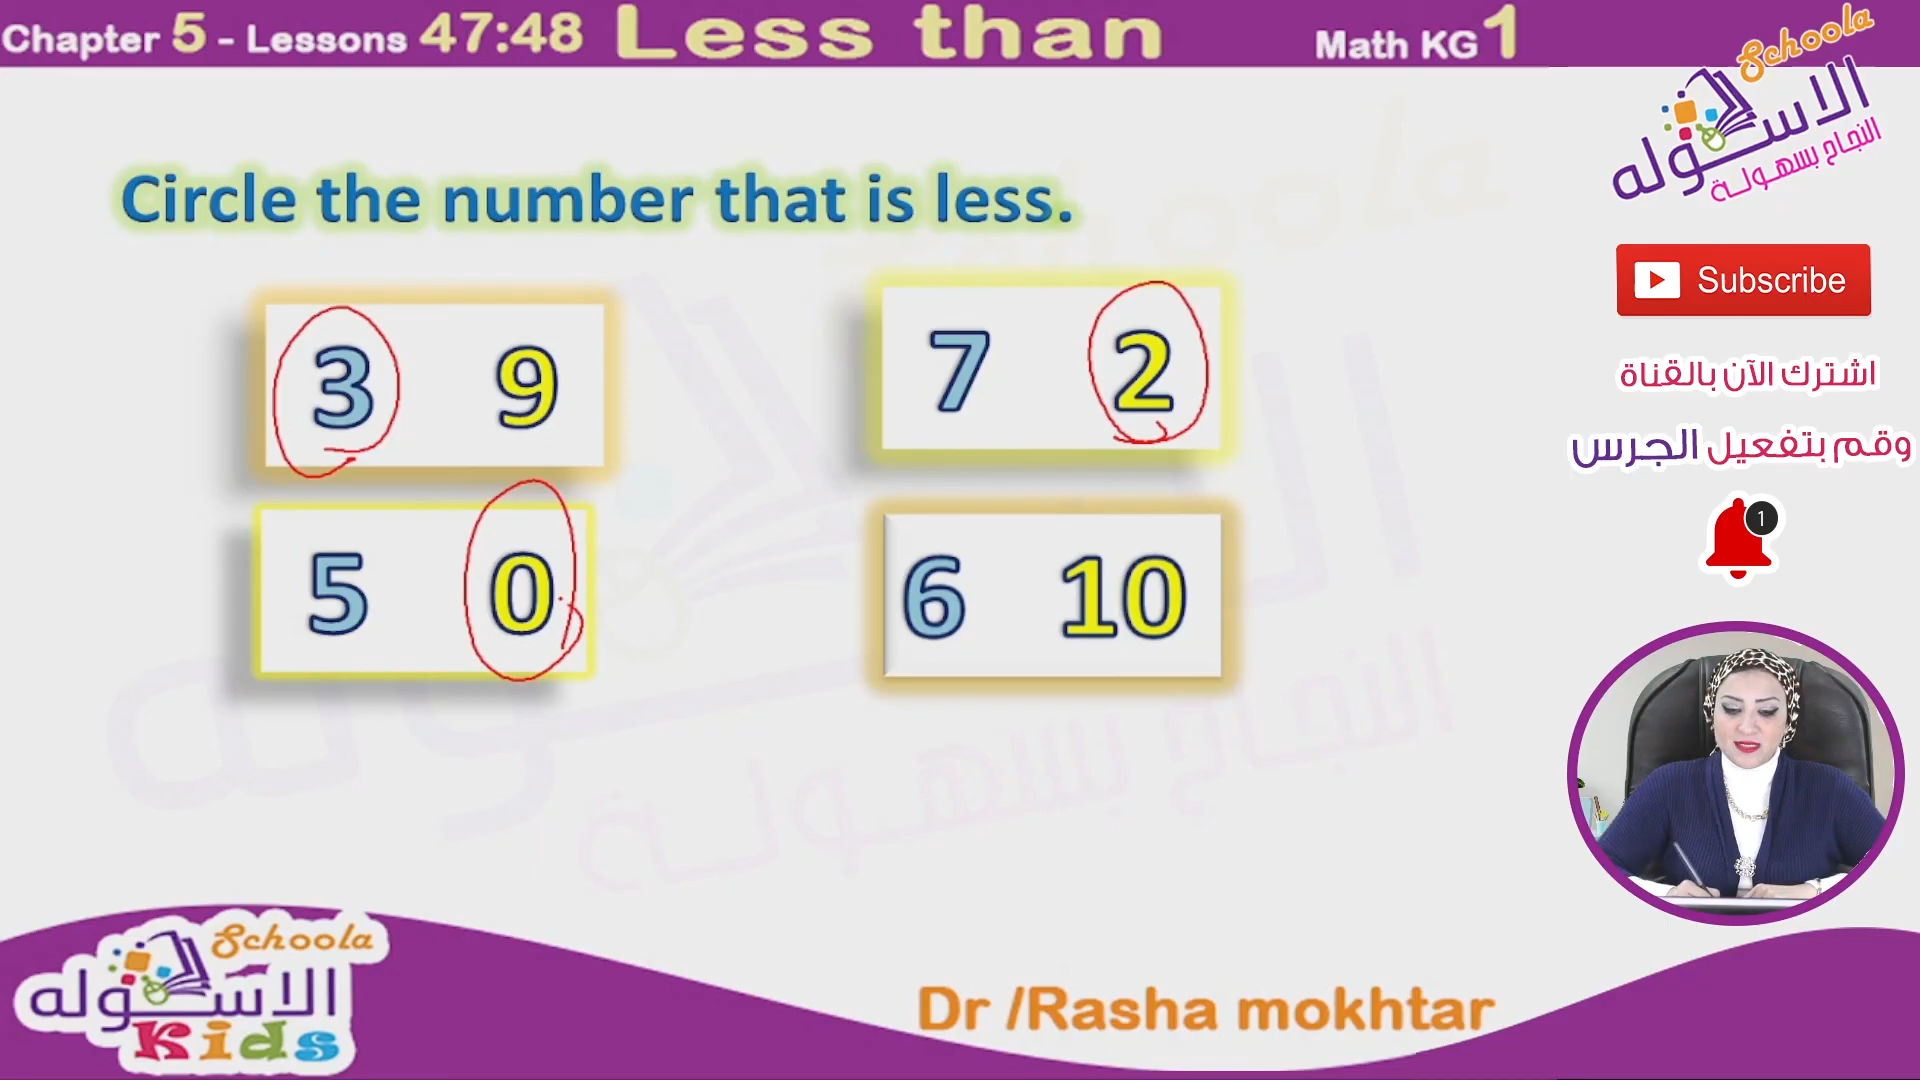 Chapter 5 - Lessons 47:48 Less than Math KG 1
Schoola
الاسكوله
النجاح بسهولة
Circle the number that is less.
Subscribe
3 9
7 2
اشترك الآن بالقناة
وقم بتفعيل الجرس
1
5 0
6 10
Schoola
الاسكوله
Kids
Dr /Rasha mokhtar